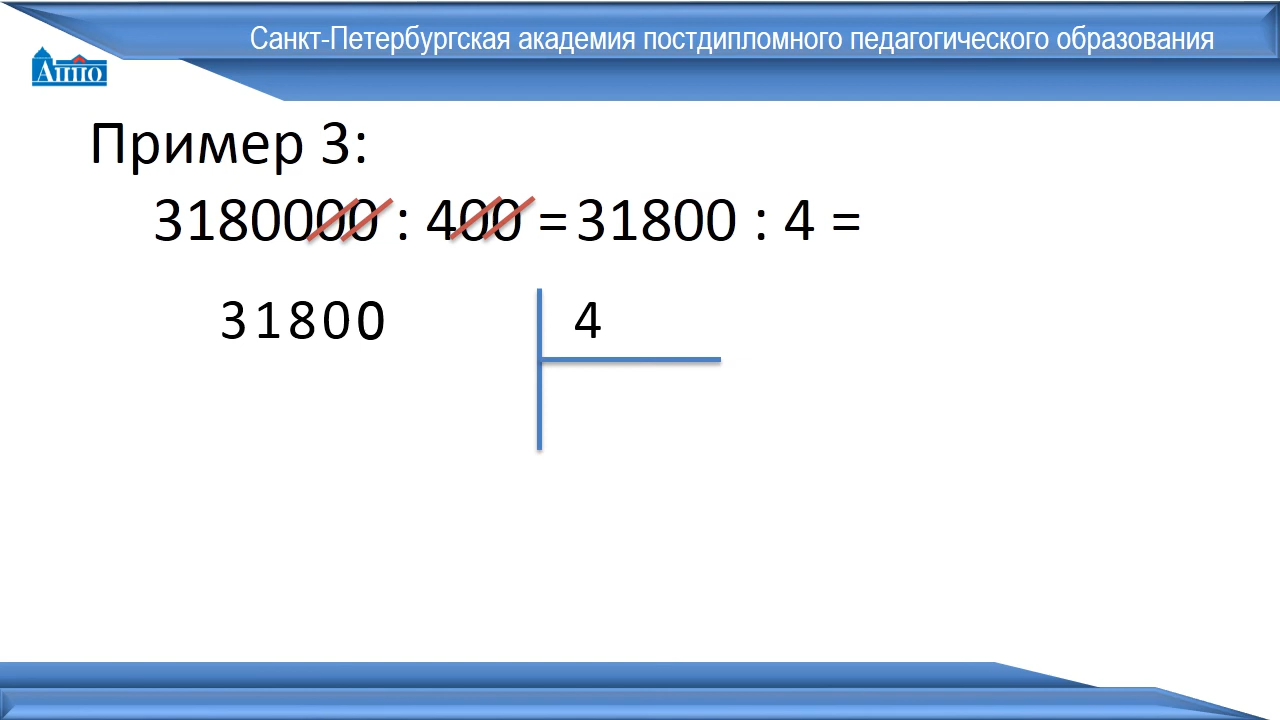 Санкт-Петербургская академия постдипломного педагогического образования
АППО
Пример 3:
3180000 : 400 = 31800 : 4 =
31800 4